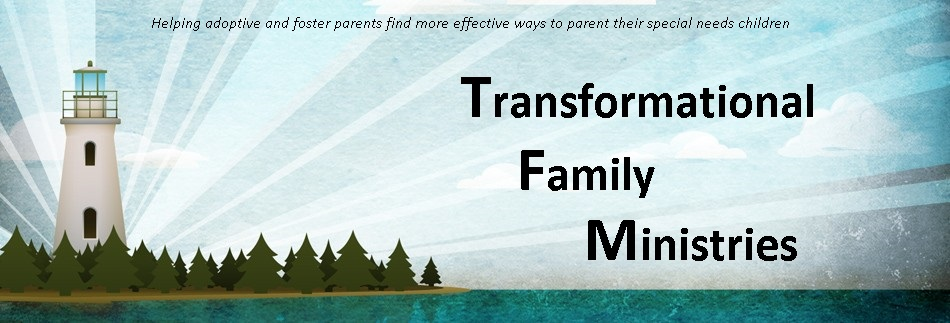 Helping adoptive and foster parents find more effective ways to parent their special needs children
Transformational
Family
Ministries